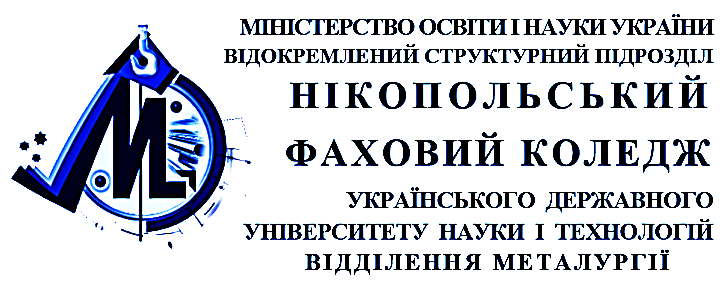 МІНІСТЕРСТВО ОСВІТИ І НАУКИ УКРАЇНИ
ВІДОКРЕМЛЕНИЙ СТРУКТУРНИЙ ПІДРОЗДІЛ
НІКОПОЛЬСЬКИЙ
ФАХОВИЙ КОЛЕДЖ
УКРАЇНСЬКОГО ДЕРЖАВНОГО
УНІВЕРСИТЕТУ НАУКИ І ТЕХНОЛОГІЙ
ВІДДІЛЕННЯ МЕТАЛУРГІЇ